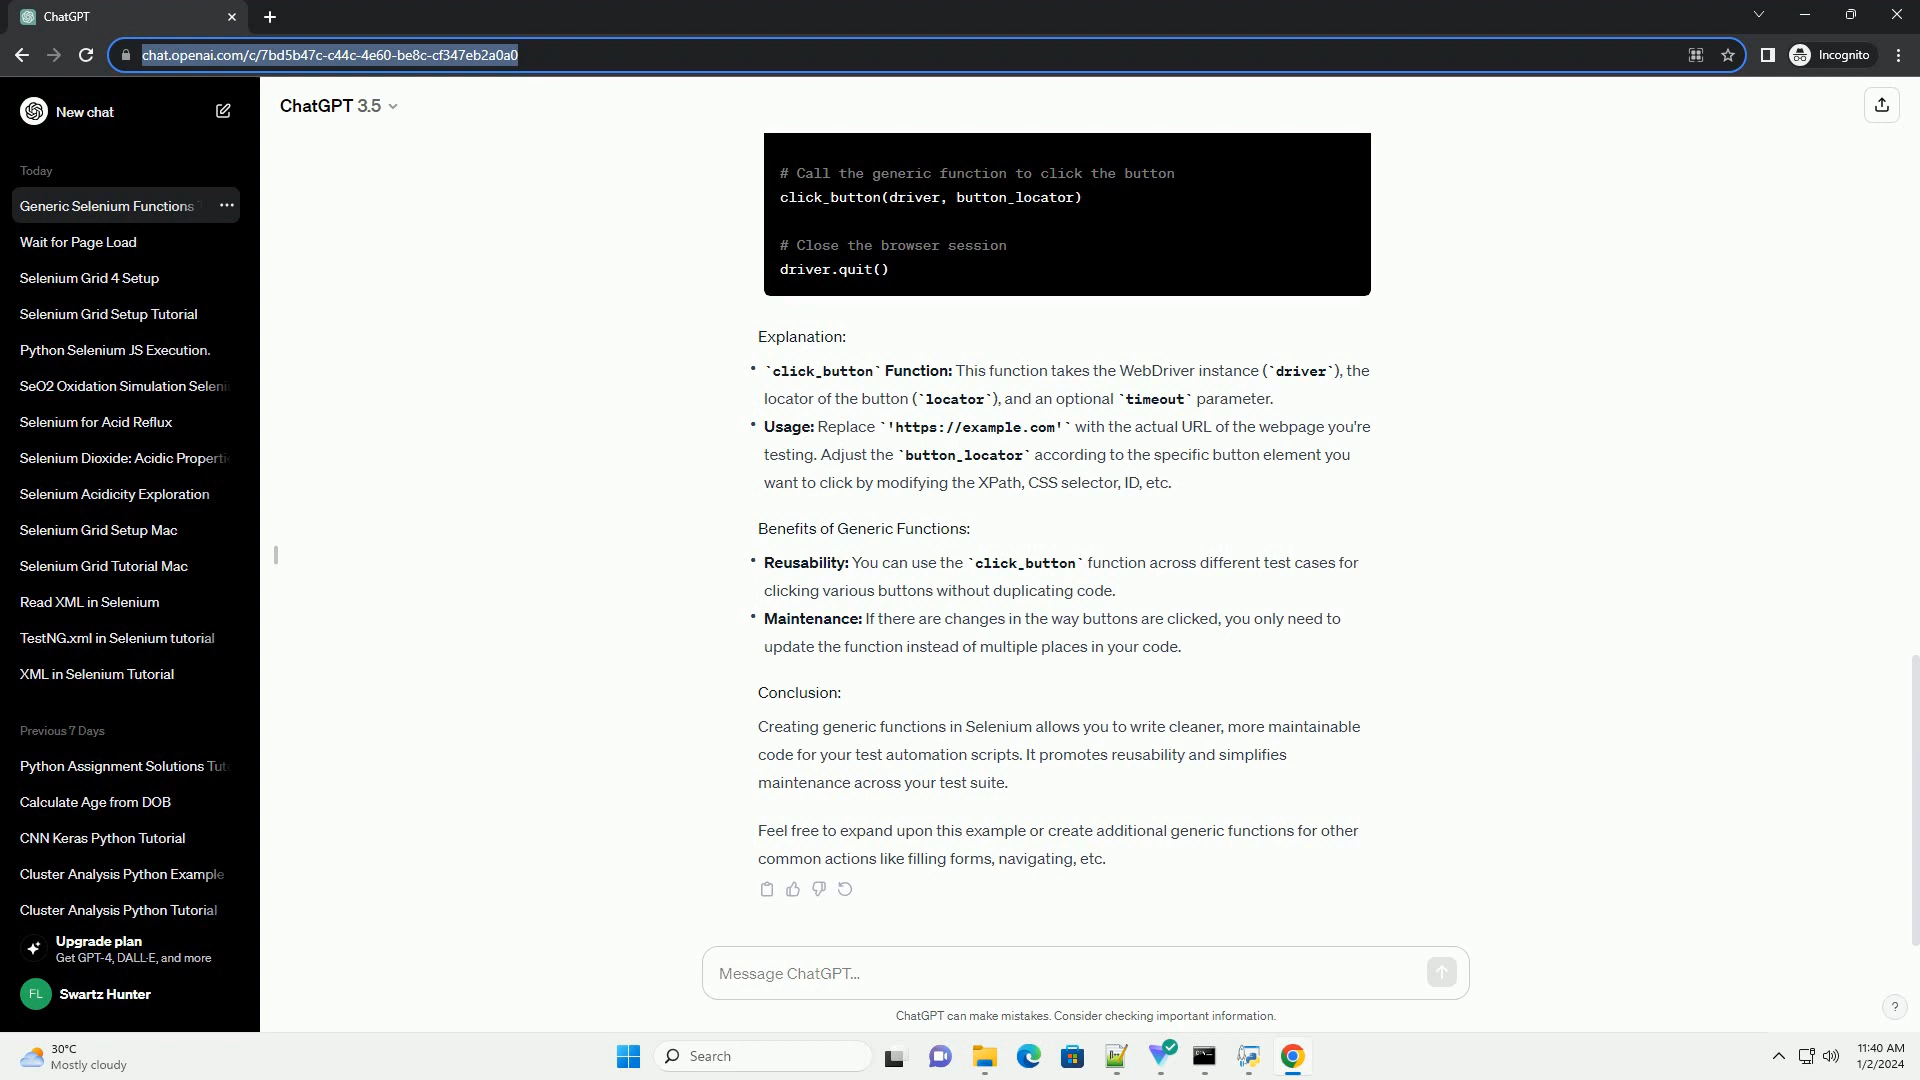 ChatGPT
chat.openai.com/c/7bd5b47c-c44c-4e60-be8c-cf347eb2a0a0
Incognito
New chat
Today
Generic Selenium Functions
Wait for Page Load
Selenium Grid 4 Setup
Selenium Grid Setup Tutorial
Python Selenium JS Execution.
SeO2 Oxidation Simulation Seleni
Selenium for Acid Reflux
Selenium Dioxide: Acidic Properti
Selenium Acidicity Exploration
Selenium Grid Setup Mac
Selenium Grid Tutorial Mac
Read XML in Selenium
TestNG.xml in Selenium tutorial
XML in Selenium Tutorial
Previous 7 Days
Python Assignment Solutions Tut
Calculate Age from DOB
CNN Keras Python Tutorial
Cluster Analysis Python Example
Cluster Analysis Python Tutorial
Upgrade plan
Get GPT-4, DALL·E, and more
FL Swartz Hunter
ChatGPT 3.5
# Call the generic function to click the button
click_button(driver, button_locator)
# Close the browser session
driver.quit()
Explanation:
• `click_button` Function: This function takes the WebDriver instance (`driver`), the
locator of the button (`locator`), and an optional `timeout` parameter.
• Usage: Replace `'https://example.com'` with the actual URL of the webpage you're
testing. Adjust the `button_locator` according to the specific button element you
want to click by modifying the XPath, CSS selector, ID, etc.
Benefits of Generic Functions:
• Reusability: You can use the `click_button` function across different test cases for
clicking various buttons without duplicating code.
• Maintenance: If there are changes in the way buttons are clicked, you only need to
update the function instead of multiple places in your code.
Conclusion:
Creating generic functions in Selenium allows you to write cleaner, more maintainable
code for your test automation scripts. It promotes reusability and simplifies
maintenance across your test suite.
Feel free to expand upon this example or create additional generic functions for other
common actions like filling forms, navigating, etc.
Message ChatGPT...
ChatGPT can make mistakes. Consider checking important information.
?
30°C
Mostly cloudy
Search
11:40 AM
1/2/2024